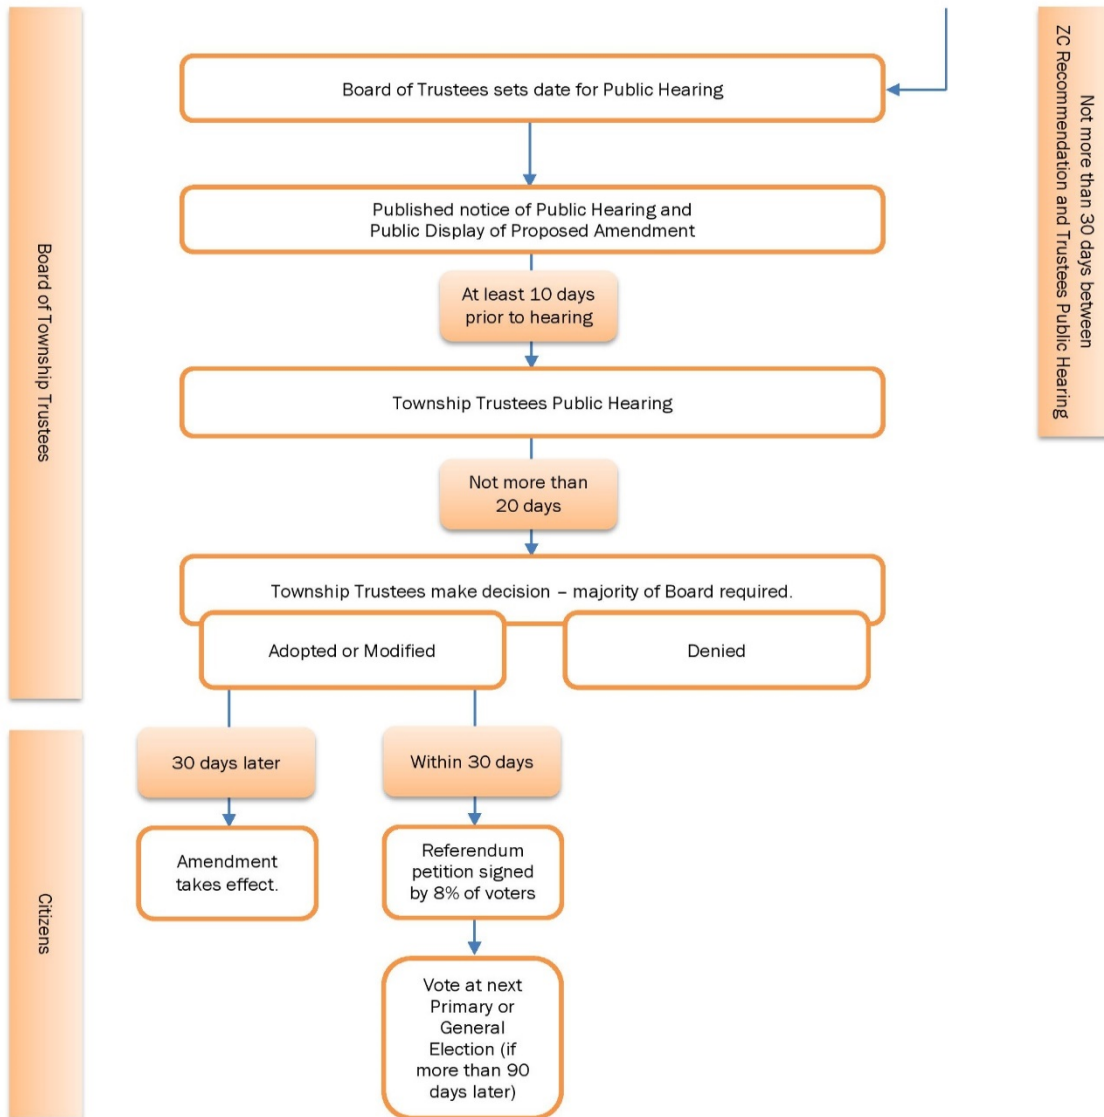 Board of Township Trustees
Not more than 30 days between
ZC Recommendation and Trustees Public Hearing
Board of Trustees sets date for Public Hearing
Published notice of Public Hearing and
Public Display of Proposed Amendment
At least 10 days
prior to hearing
Township Trustees Public Hearing
Not more than
20 days
Township Trustees make decision – majority of Board required.
Adopted or Modified
Denied
Citizens
30 days later
Within 30 days
Amendment
takes effect.
Referendum
petition signed
by 8% of voters
Vote at next
Primary or
General
Election (if
more than 90
days later)